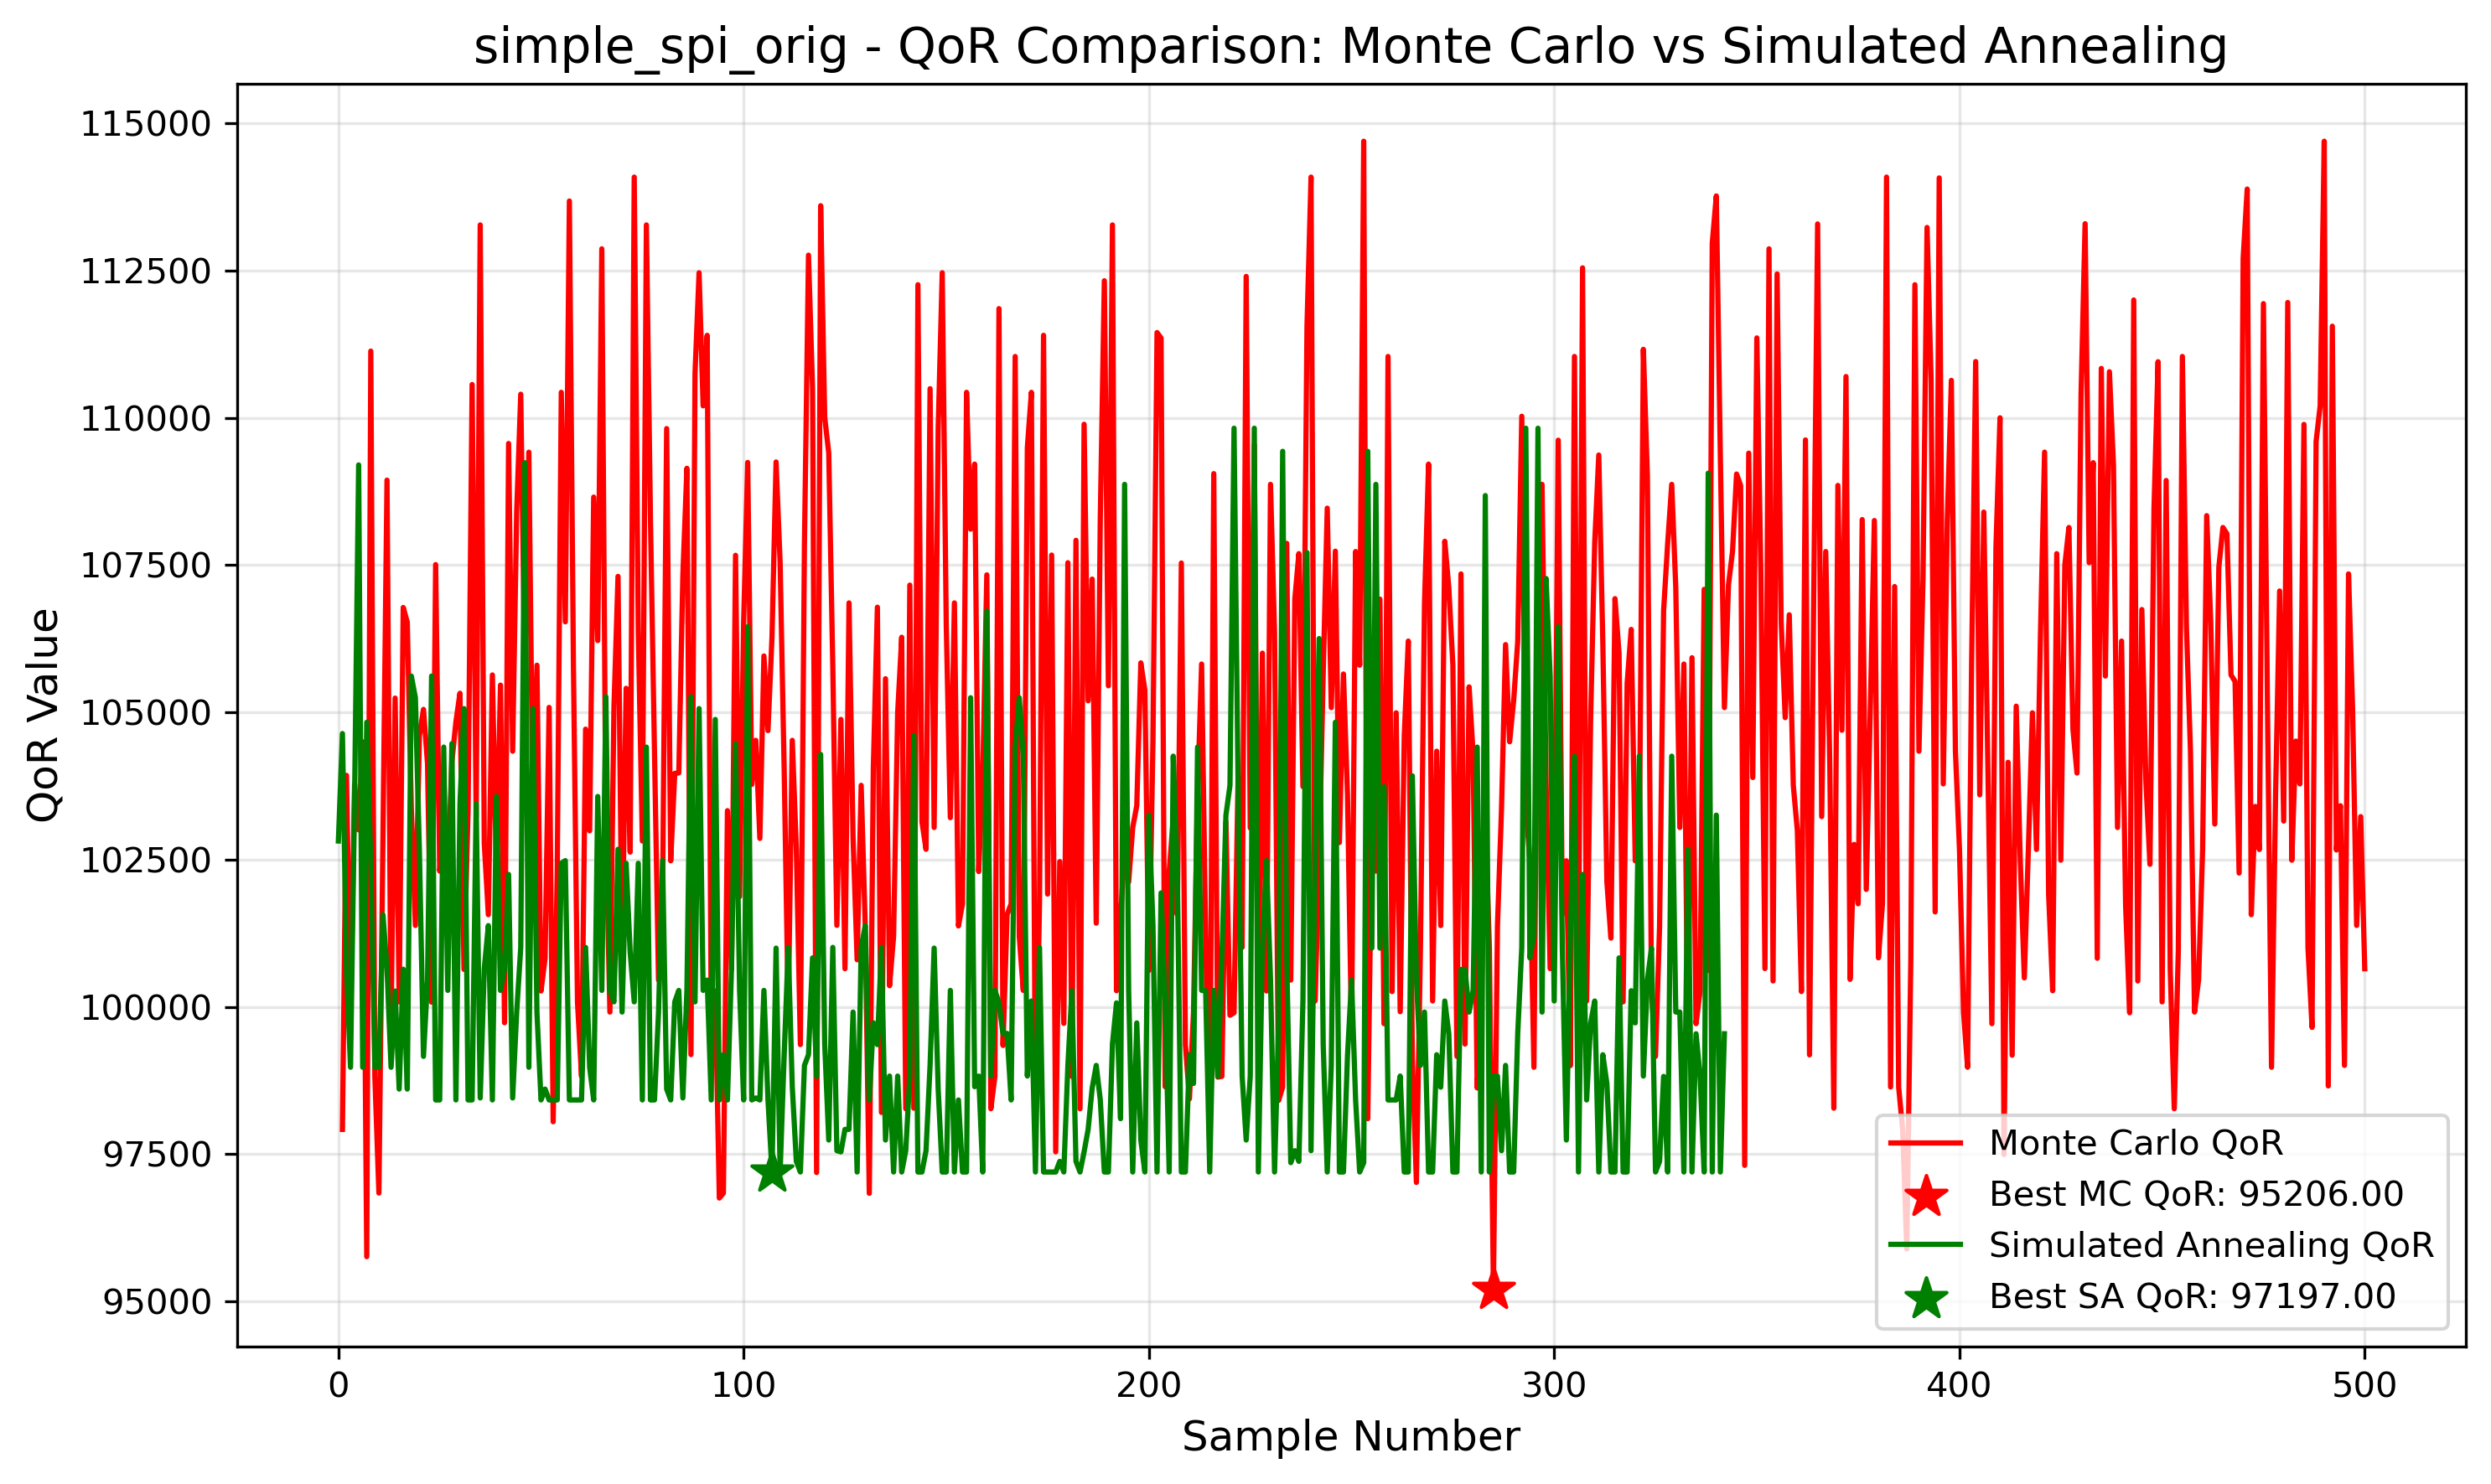 simple_spi_orig - QoR Comparison: Monte Carlo vs Simulated Annealing
QoR Value
115000
112500
110000
107500
105000
102500
100000
97500
95000
Monte Carlo QoR
Best MC QoR: 95206.00
Simulated Annealing QoR
Best SA QoR: 97197.00
0 100 200 300 400 500
Sample Number